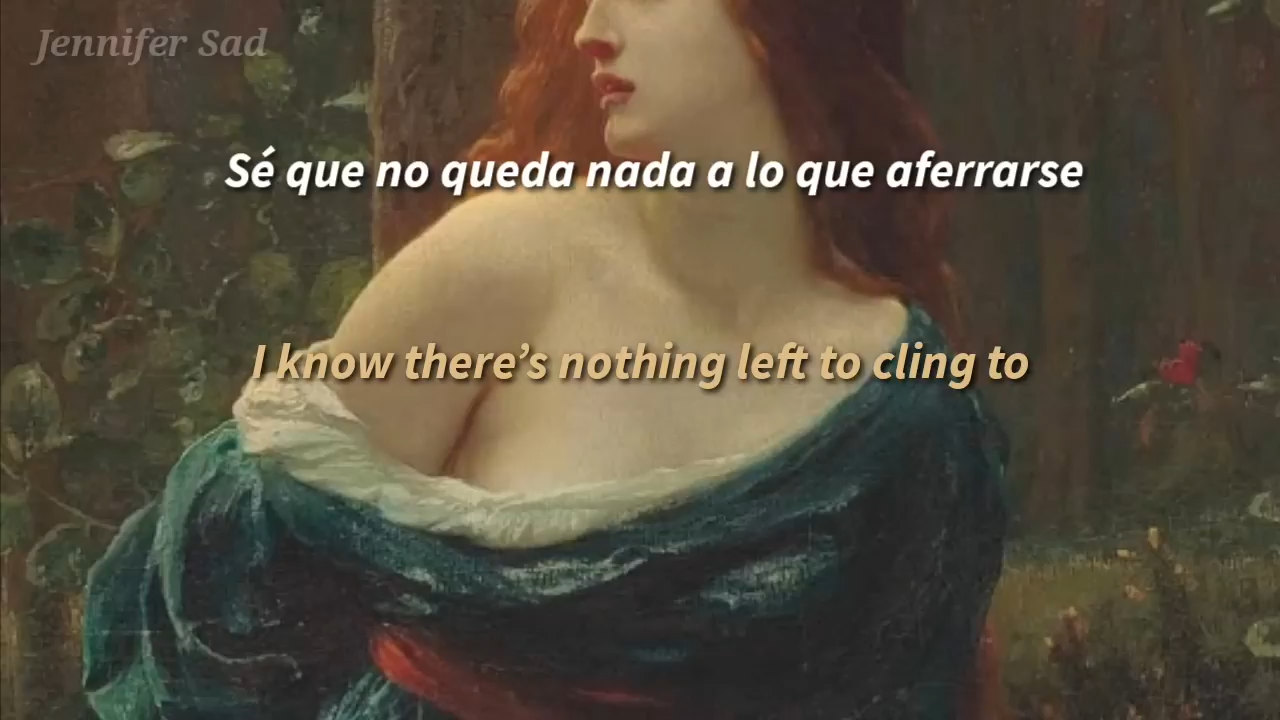 Jennifer Sad
Sé que no queda nada a lo que aferrarse
I know there’s nothing left to cling to